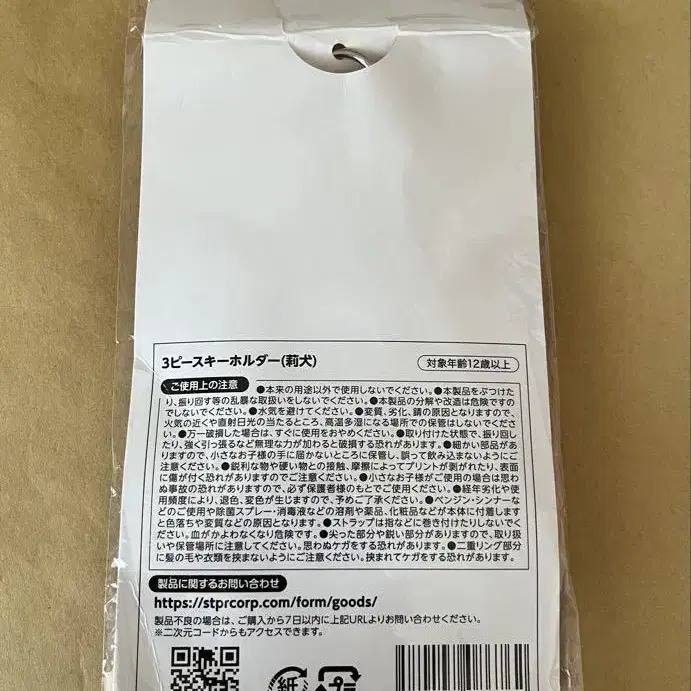 3ピースキーホルダー(莉犬)
対象年齢12歳以上
ご使用上の注意 ●本来の用途以外で使用しないでください。●本製品をぶつけた
り、振り回す等の乱暴な取扱いをしないでください。●本製品の分解や改造は危険ですの
でしないでください。●水気を避けてください。●変質、劣化、錆の原因となりますので、
火気の近くや直射日光の当たるところ、高温多湿になる場所での保管はしないでくださ
い。●万一破損した場合は、すぐに使用をおやめください。●取り付けた状態で、振り回し
たり、強く引っ張るなど無理な力が加わると破損する恐れがあります。●細かい部品があ
りますので、小さなお子様の手に届かないところに保管し、誤って飲み込まないようにご
注意ください。●鋭利な物や硬い物との接触、摩擦によってプリントが剥がれたり、表面
に傷が付く恐れがありますのでご注意ください。●小さなお子様がご使用の場合は思わ
ぬ事故の恐れがありますので、必ず保護者様のもとでご使用ください。●経年劣化や使
用頻度により、退色、変色が生じますので、予めご了承ください。●ベンジン・シンナーな
どのご使用や除菌スプレー・消毒液などの溶剤や薬品、化粧品などが本体に付着します
と色落ちや変質などの原因となります。●ストラップは指などに巻き付けたりしないでく
ださい。血がかよわなくなり危険です。●尖った部分や鋭い部分がありますので、取り扱
いや保管場所に注意してください。思わぬケガをする恐れがあります。●二重リング部分
に髪の毛や衣類を挟まないようにご注意ください。挟まれてケガをする恐れがあります。
製品に関するお問い合わせ
https://stprcorp.com/form/goods/
製品不良の場合は、ご購入から7日以内に上記URLよりお問い合わせください。
※二次元コードからもアクセスできます。
紙
プラ